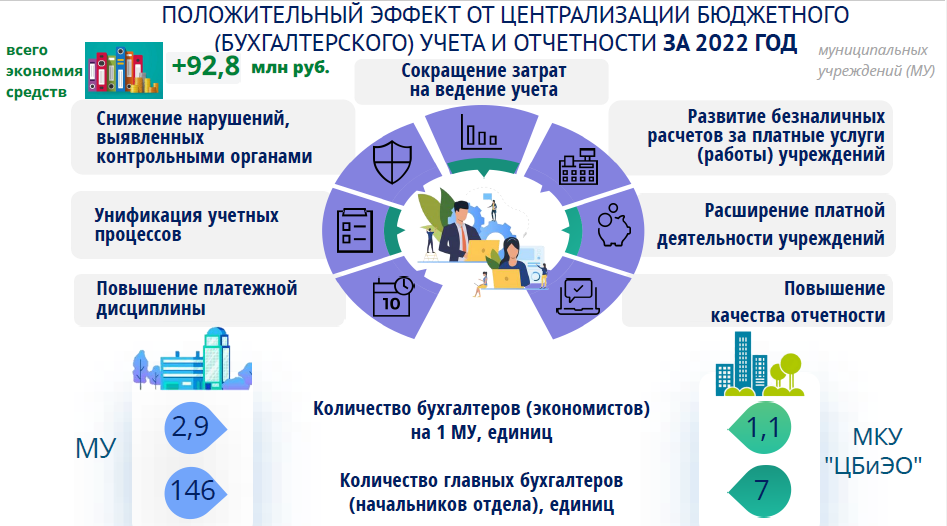 ПОЛОЖИТЕЛЬНЫЙ ЭФФЕКТ ОТ ЦЕНТРАЛИЗАЦИИ БЮДЖЕТНОГО
(БУХГАЛТЕРСКОГО) УЧЕТА И ОТЧЕТНОСТИ ЗА 2022 ГОД
муниципальных
учреждений (МУ)
всего
экономия
средств
+92,8 млн руб.
Сокращение затрат
на ведение учета
Снижение нарушений,
выявленных
контрольными органами
Развитие безналичных
расчетов за платные услуги
(работы) учреждений
Унификация учетных
процессов
Расширение платной
деятельности учреждений
Повышение платежной
дисциплины
10
Повышение
качества отчетности
МУ
2,9
Количество бухгалтеров (экономистов)
на 1 МУ, единиц
1,1
МКУ
"ЦБиЭО"
146
Количество главных бухгалтеров
(начальников отдела), единиц
7